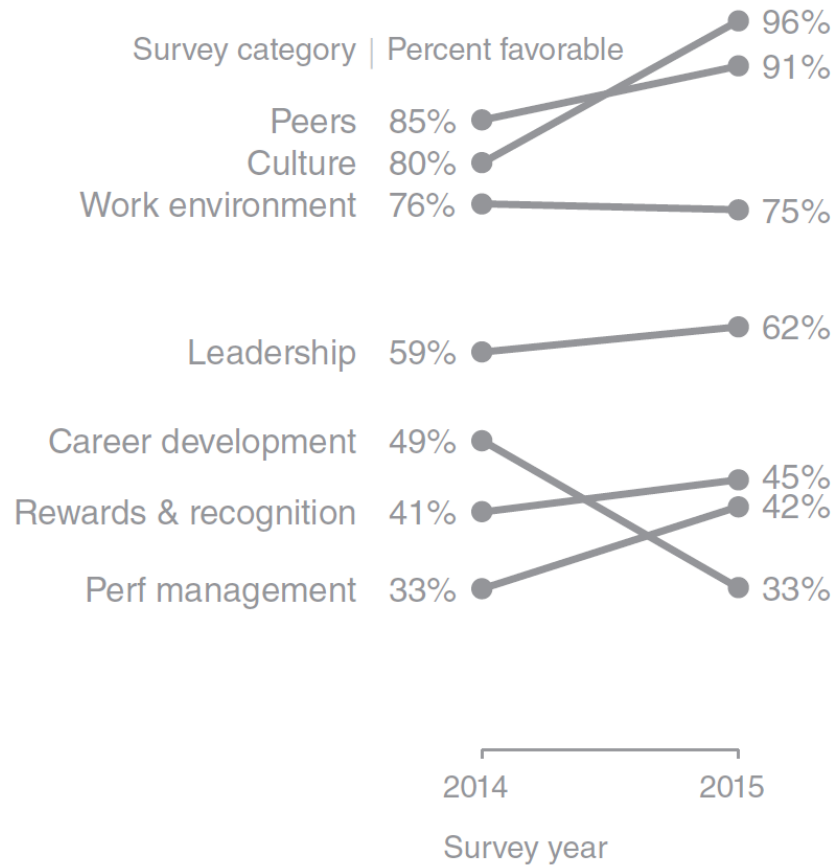 96%
Survey category | Percent favorable
91%
Peers 85%
Culture 80%
Work environment 76% 75%
62%
Leadership 59%
Career development 49%
45%
Rewards & recognition 41% 42%
Perf management 33% 33%
2014 2015
Survey year